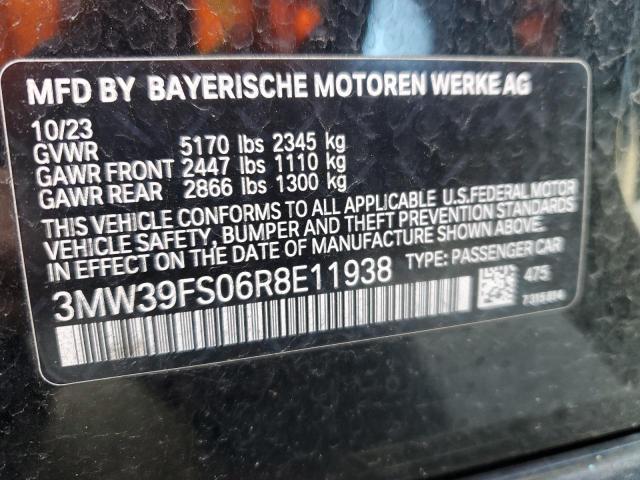 MFD BY BAYERISCHE MOTOREN WERKE AG
10/23
GVWR 5170 lbs 2345 kg
GAWR FRONT 2447 lbs 1110 kg
GAWR REAR 2866 lbs 1300 kg
THIS VEHICLE CONFORMS TO ALL APPLICABLE U.S.FEDERAL MOTOR
VEHICLE SAFETY, BUMPER AND THEFT PREVENTION STANDARDS
IN EFFECT ON THE DATE OF MANUFACTURE SHOWN ABOVE.
3MW39FS06R8E11938 TYPE: PASSENGER CAR
475